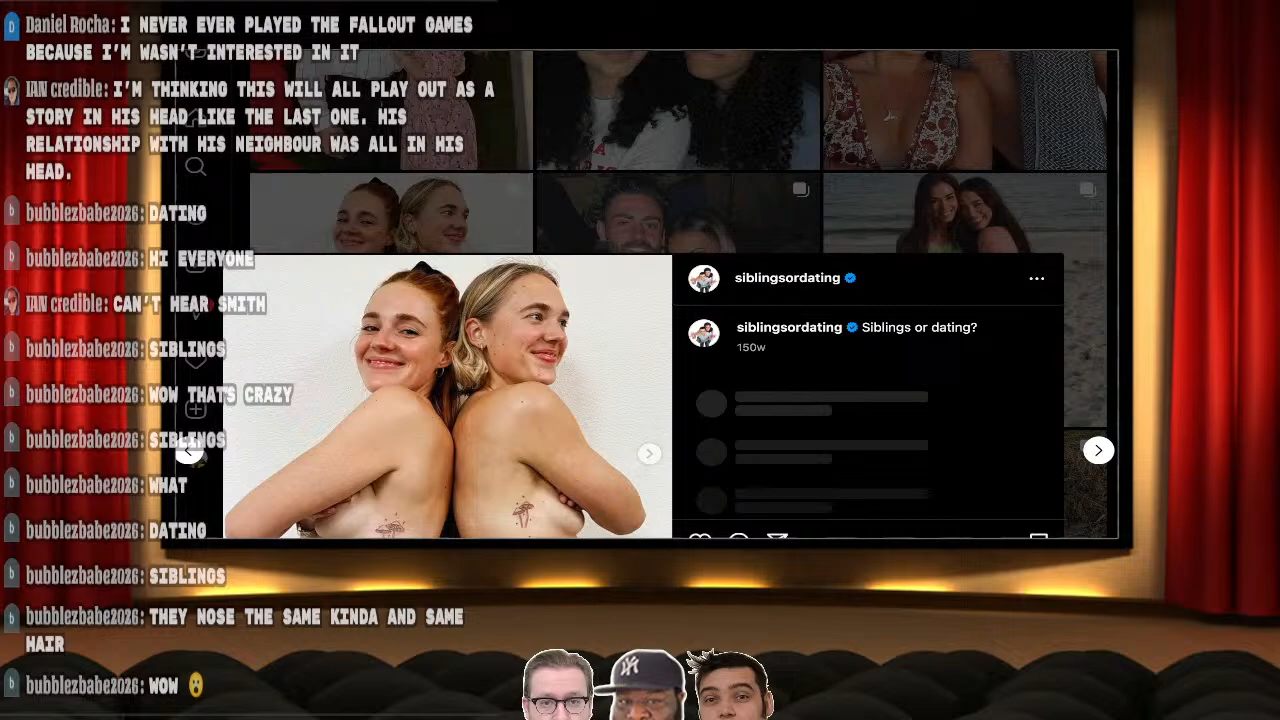 Daniel Rocha: I NEVER EVER PLAYED THE FALLOUT GAMES
BECAUSE I'M WASN'T INTERESTED IN IT
IAN credible: I'M THINKING THIS WILL ALL PLAY OUT AS A
STORY IN HIS HEAD LIKE THE LAST ONE. HIS
RELATIONSHIP WITH HIS NEIGHBOUR WAS ALL IN HIS
HEAD.
bubblezbabe2026: DATING
bubblezbabe2026: HI EVERYONE
IAN credible: CAN'T HEAR SMITH
bubblezbabe2026: SIBLINGS
bubblezbabe2026: WOW THAT'S CRAZY
bubblezbabe2026: SIBLINGS
bubblezbabe2026: WHAT
bubblezbabe2026: DATING
bubblezbabe2026: SIBLINGS
bubblezbabe2026: THEY NOSE THE SAME KINDA AND SAME
HAIR
bubblezbabe2026: WOW 😮
siblingsordating
siblingsordating Siblings or dating?
150w